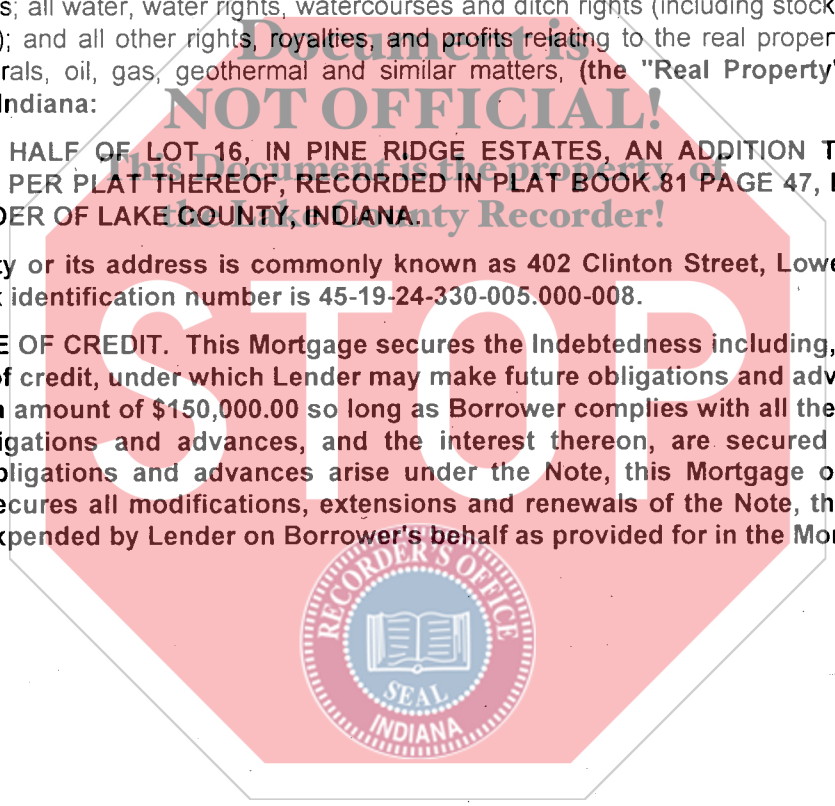 s; all water, water rights, watercourses and ditch rights (including stock
Document is
); and all other rights, royalties, and profits relating to the real proper
rals, oil, gas, geothermal and similar matters, (the "Real Property"
NOT OFFICIAL!
Indiana:
HALF OF LOT 16, IN PINE RIDGE ESTATES, AN ADDITION T
This Document is the property of
PER PLAT THEREOF, RECORDED IN PLAT BOOK 81 PAGE 47, I
the Lake County Recorder!
DER OF LAKE COUNTY, INDIANA.
ty or its address is commonly known as 402 Clinton Street, Lowe
x identification number is 45-19-24-330-005.000-008.
STOP
E OF CREDIT. This Mortgage secures the Indebtedness including,
of credit, under which Lender may make future obligations and adv
n amount of $150,000.00 so long as Borrower complies with all the
igations and advances, and the interest thereon, are secured
bligations and advances arise under the Note, this Mortgage o
ecures all modifications, extensions and renewals of the Note, th
xpended by Lender on Borrower's behalf as provided for in the Mor
RECORDER'S OFFICE
SEAL
INDIANA